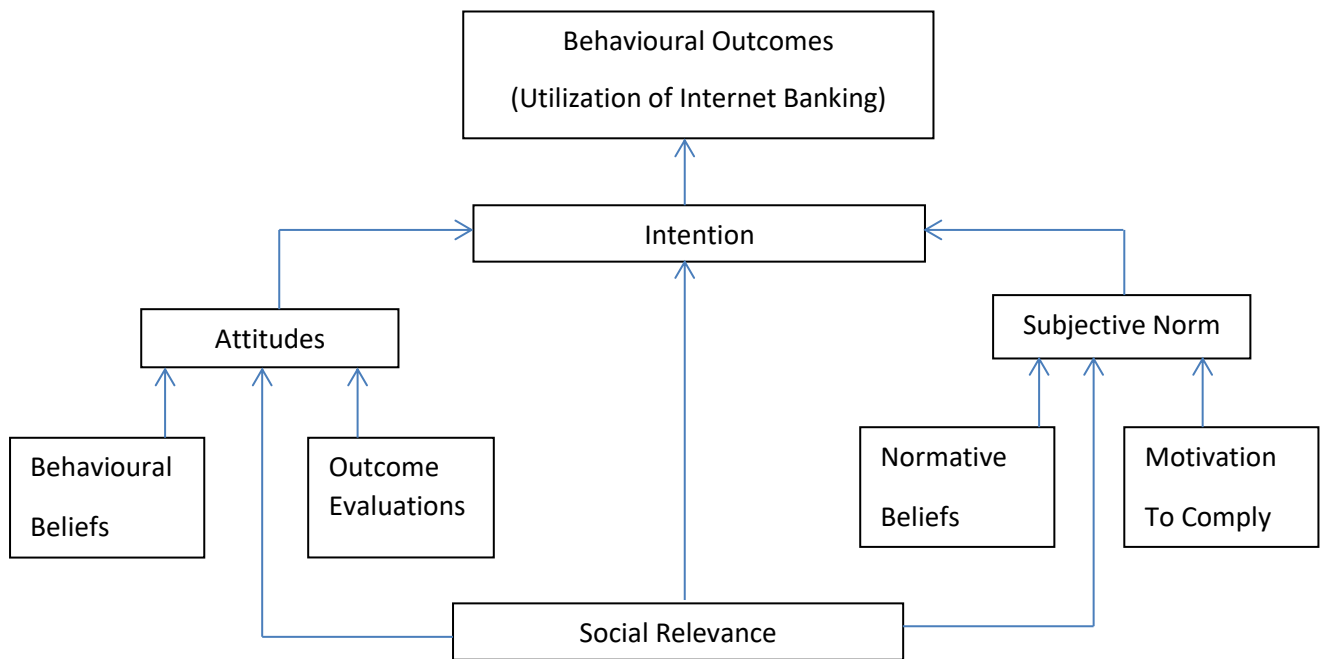 Behavioural Outcomes
(Utilization of Internet Banking)
Intention
Attitudes
Subjective Norm
Behavioural
Beliefs
Outcome
Evaluations
Normative
Beliefs
Motivation
To Comply
Social Relevance